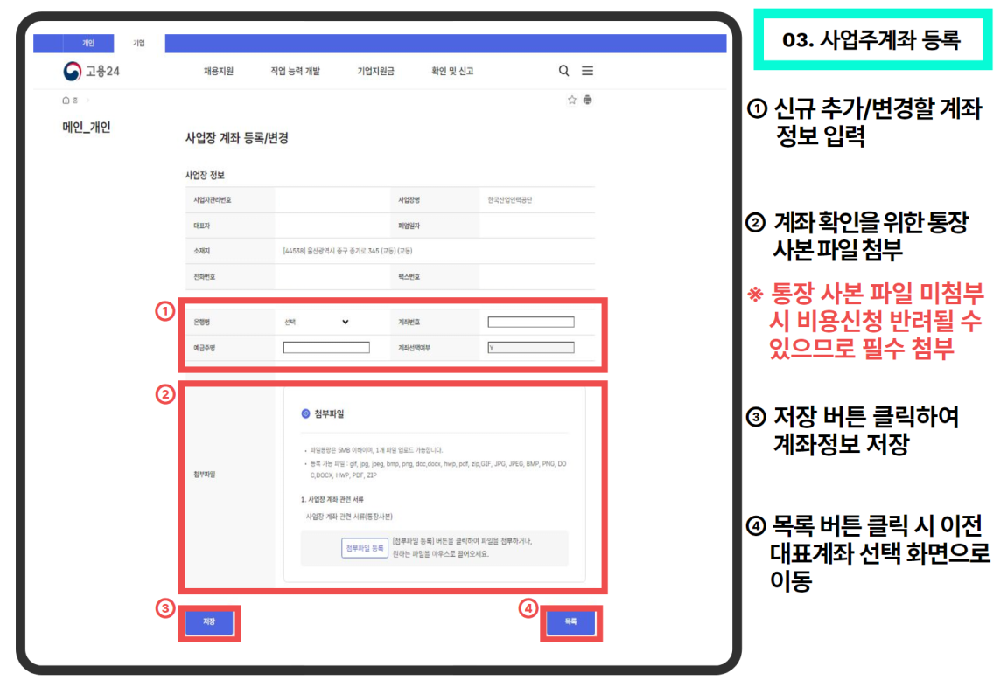 개인 기업
고용24 채용지원 직업 능력 개발 기업지원금 확인 및 신고
홈 >
메인_개인
사업장 계좌 등록/변경
사업장 정보
사업자관리번호 사업장명 한국산업인력공단
대표자 폐업일자
소재지 [44538] 울산광역시 중구 종가로 345 (교동) (교동)
전화번호 팩스번호
①
은행명 선택 계좌번호
예금주명 계좌선택여부 Y
②
첨부파일
첨부파일
• 파일용량은 5MB 이하이며, 1개 파일 업로드 가능합니다.
• 등록 가능 파일 : gif, jpg, jpeg, bmp, png, doc,docx, hwp, pdf, zip,GIF, JPG, JPEG, BMP, PNG, DO
C,DOCX, HWP, PDF, ZIP
1. 사업장 계좌 관련 서류
사업장 계좌 관련 서류(통장사본)
첨부파일 등록
[첨부파일 등록] 버튼을 클릭하여 파일을 첨부하거나,
원하는 파일을 마우스로 끌어오세요.
③ 저장
④ 목록
03. 사업주계좌 등록
① 신규 추가/변경할 계좌
정보 입력
② 계좌 확인을 위한 통장
사본 파일 첨부
※ 통장 사본 파일 미첨부
시 비용신청 반려될 수
있으므로 필수 첨부
③ 저장 버튼 클릭하여
계좌정보 저장
④ 목록 버튼 클릭 시 이전
대표계좌 선택 화면으로
이동